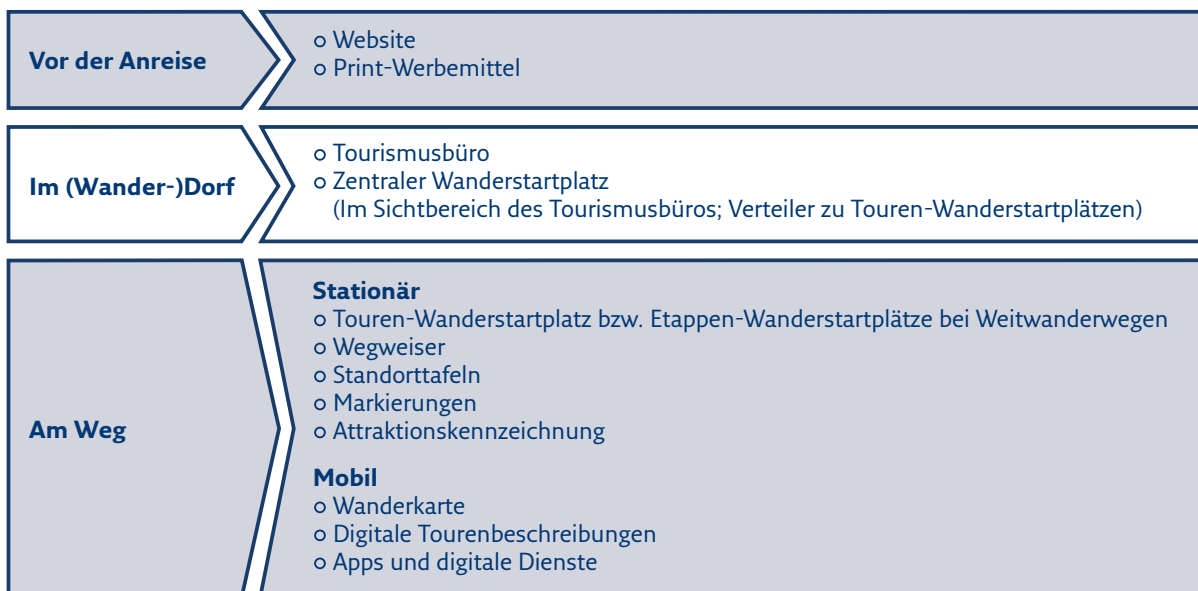 Vor der Anreise
○ Website
○ Print-Werbemittel
Im (Wander-)Dorf
○ Tourismusbüro
○ Zentraler Wanderstartplatz
(Im Sichtbereich des Tourismusbüros; Verteiler zu Touren-Wanderstartplätzen)
Am Weg
Stationär
○ Touren-Wanderstartplatz bzw. Etappen-Wanderstartplätze bei Weitwanderwegen
○ Wegweiser
○ Standorttafeln
○ Markierungen
○ Attraktionskennzeichnung
Mobil
○ Wanderkarte
○ Digitale Tourenbeschreibungen
○ Apps und digitale Dienste